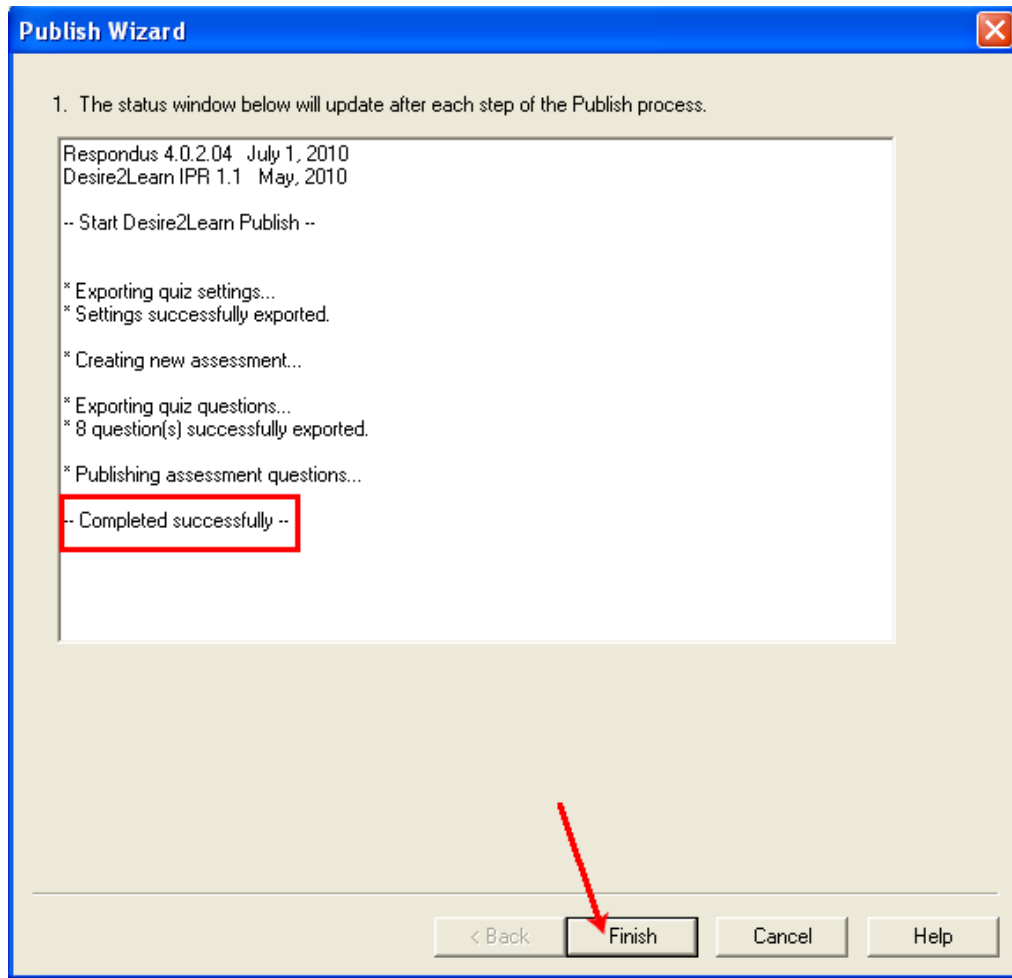 Publish Wizard
1. The status window below will update after each step of the Publish process.
Respondus 4.0.2.04 July 1, 2010
Desire2Learn IPR 1.1 May, 2010
-- Start Desire2Learn Publish --
* Exporting quiz settings...
* Settings successfully exported.
* Creating new assessment...
* Exporting quiz questions...
* 8 question(s) successfully exported.
* Publishing assessment questions...
-- Completed successfully --
< Back Finish Cancel Help